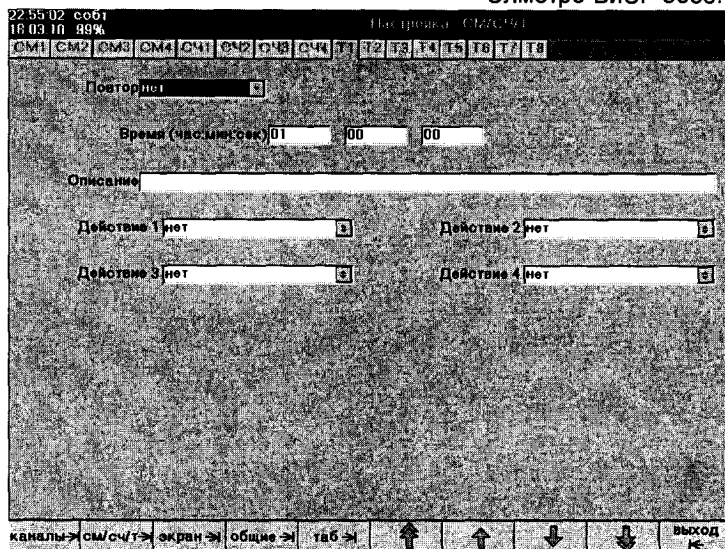 22:55:02 событ
18.03.10 99%
Настройка СМ/СЧ/Т
СМ1 СМ2 СМ3 СМ4 СЧ1 СЧ2 СЧ3 СЧ4 Т1 Т2 Т3 Т4 Т5 Т6 Т7 Т8
Повтор нет
Время (час:мин:сек) 01 00 00
Описание
Действие 1 нет Действие 2 нет
Действие 3 нет Действие 4 нет
каналы см/сч/т экран общие таб выход